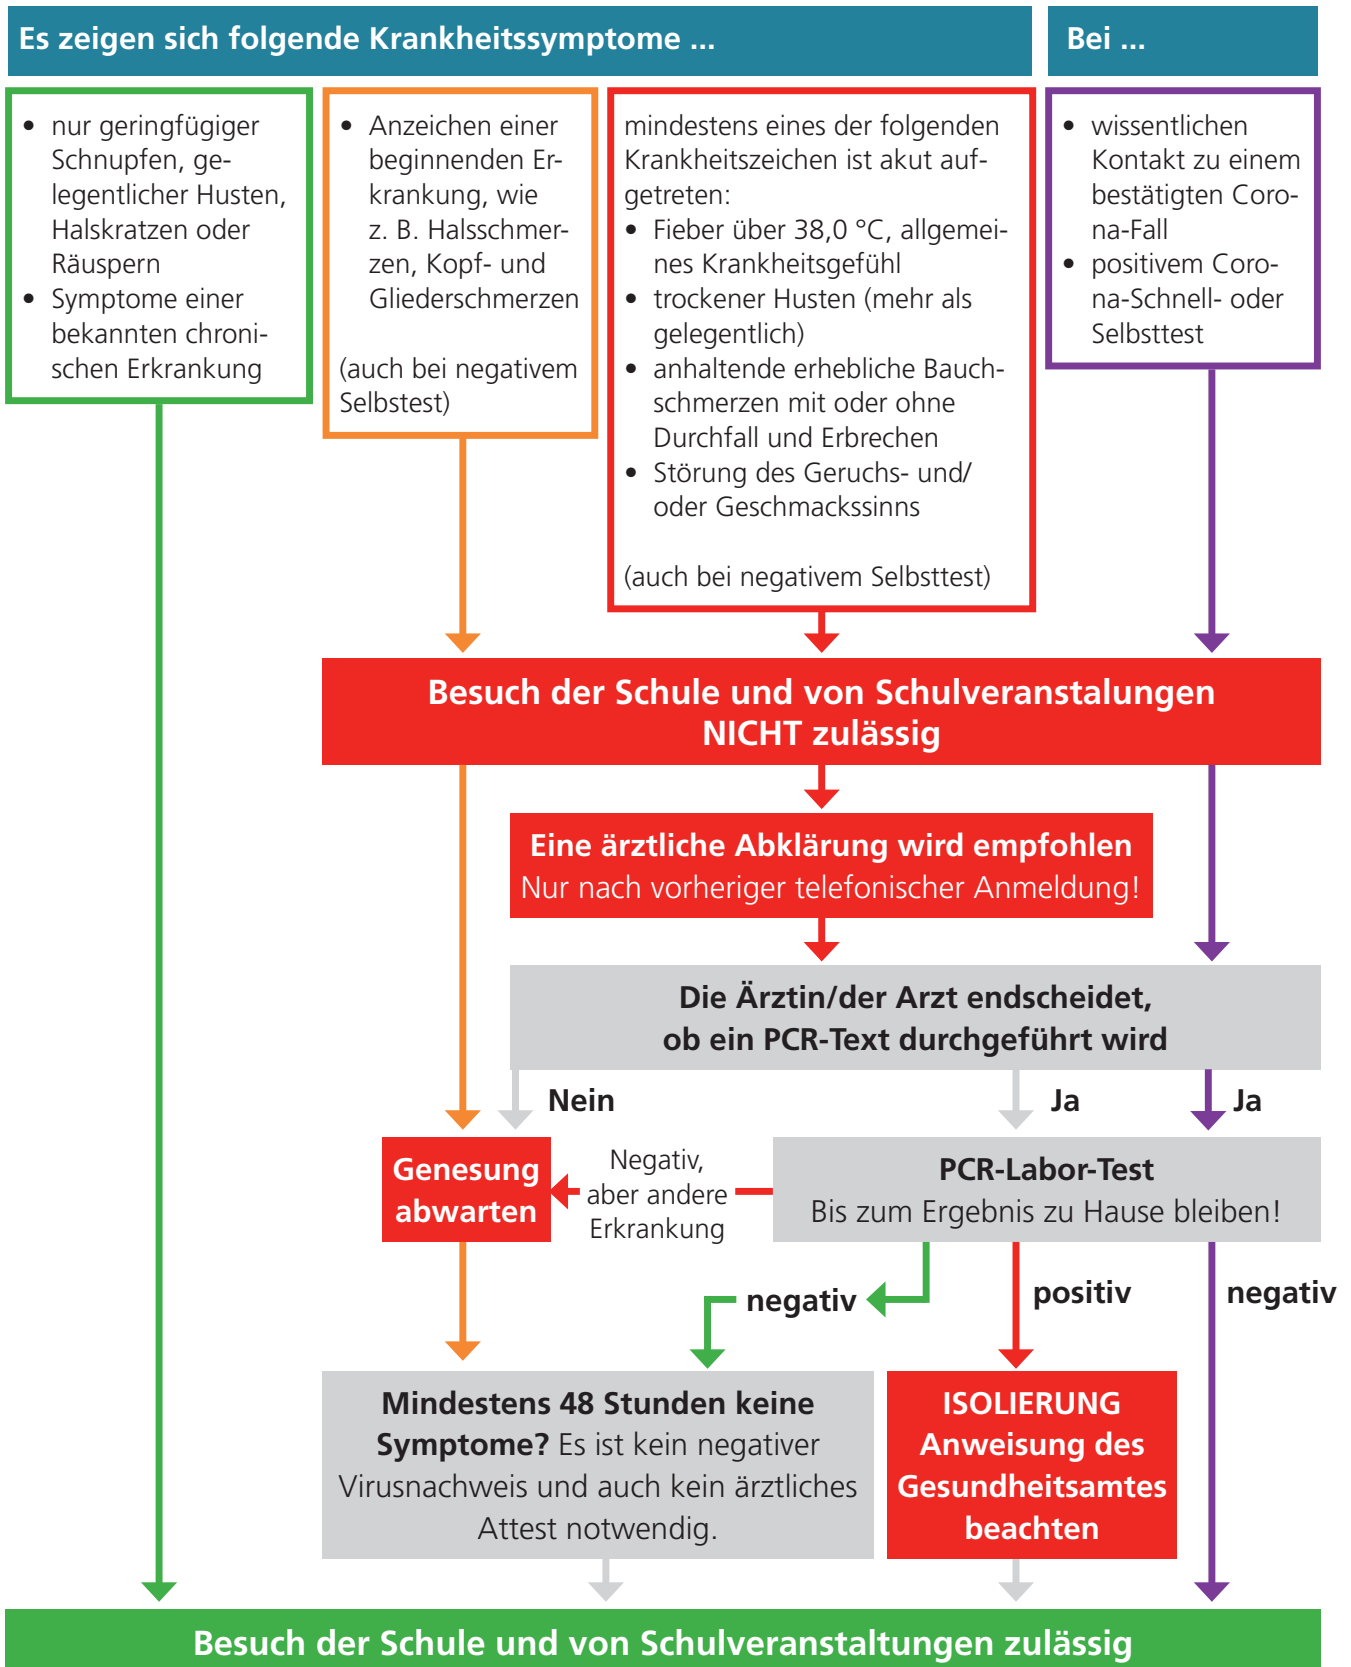 Es zeigen sich folgende Krankheitssymptome ...
Bei ...
• nur geringfügiger
Schnupfen, ge-
legentlicher Husten,
Halskratzen oder
Räuspern
• Symptome einer
bekannten chroni-
schen Erkrankung
• Anzeichen einer
beginnenden Er-
krankung, wie
z. B. Halsschmer-
zen, Kopf- und
Gliederschmerzen
(auch bei negativem
Selbstest)
mindestens eines der folgenden
Krankheitszeichen ist akut auf-
getreten:
• Fieber über 38,0 °C, allgemei-
nes Krankheitsgefühl
• trockener Husten (mehr als
gelegentlich)
• anhaltende erhebliche Bauch-
schmerzen mit oder ohne
Durchfall und Erbrechen
• Störung des Geruchs- und/
oder Geschmackssinns
(auch bei negativem Selbsttest)
• wissentlichen
Kontakt zu einem
bestätigten Coro-
na-Fall
• positivem Coro-
na-Schnell- oder
Selbsttest
Besuch der Schule und von Schulveranstalungen
NICHT zulässig
Eine ärztliche Abklärung wird empfohlen
Nur nach vorheriger telefonischer Anmeldung!
Die Ärztin/der Arzt endscheidet,
ob ein PCR-Text durchgeführt wird
Nein
Ja
Ja
Genesung
abwarten
Negativ,
aber andere
Erkrankung
PCR-Labor-Test
Bis zum Ergebnis zu Hause bleiben!
negativ
positiv
negativ
Mindestens 48 Stunden keine
Symptome? Es ist kein negativer
Virusnachweis und auch kein ärztliches
Attest notwendig.
ISOLIERUNG
Anweisung des
Gesundheitsamtes
beachten
Besuch der Schule und von Schulveranstaltungen zulässig